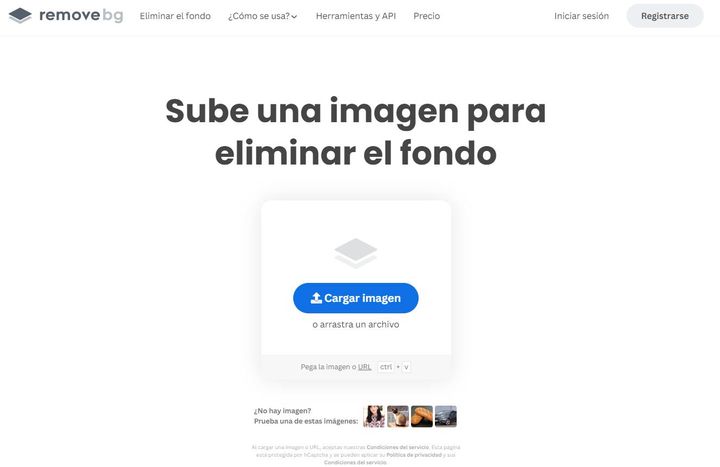 removebg Eliminar el fondo ¿Cómo se usa? Herramientas y API Precio Iniciar sesión Registrarse
Sube una imagen para
eliminar el fondo
Cargar imagen
o arrastra un archivo
Pega la imagen o URL ctrl + v
¿No hay imagen?
Prueba una de estas imágenes:
Al cargar una imagen o URL, aceptas nuestras Condiciones del servicio. Esta página
está protegida por hCaptcha y se pueden aplicar su Política de privacidad y sus
Condiciones del servicio.